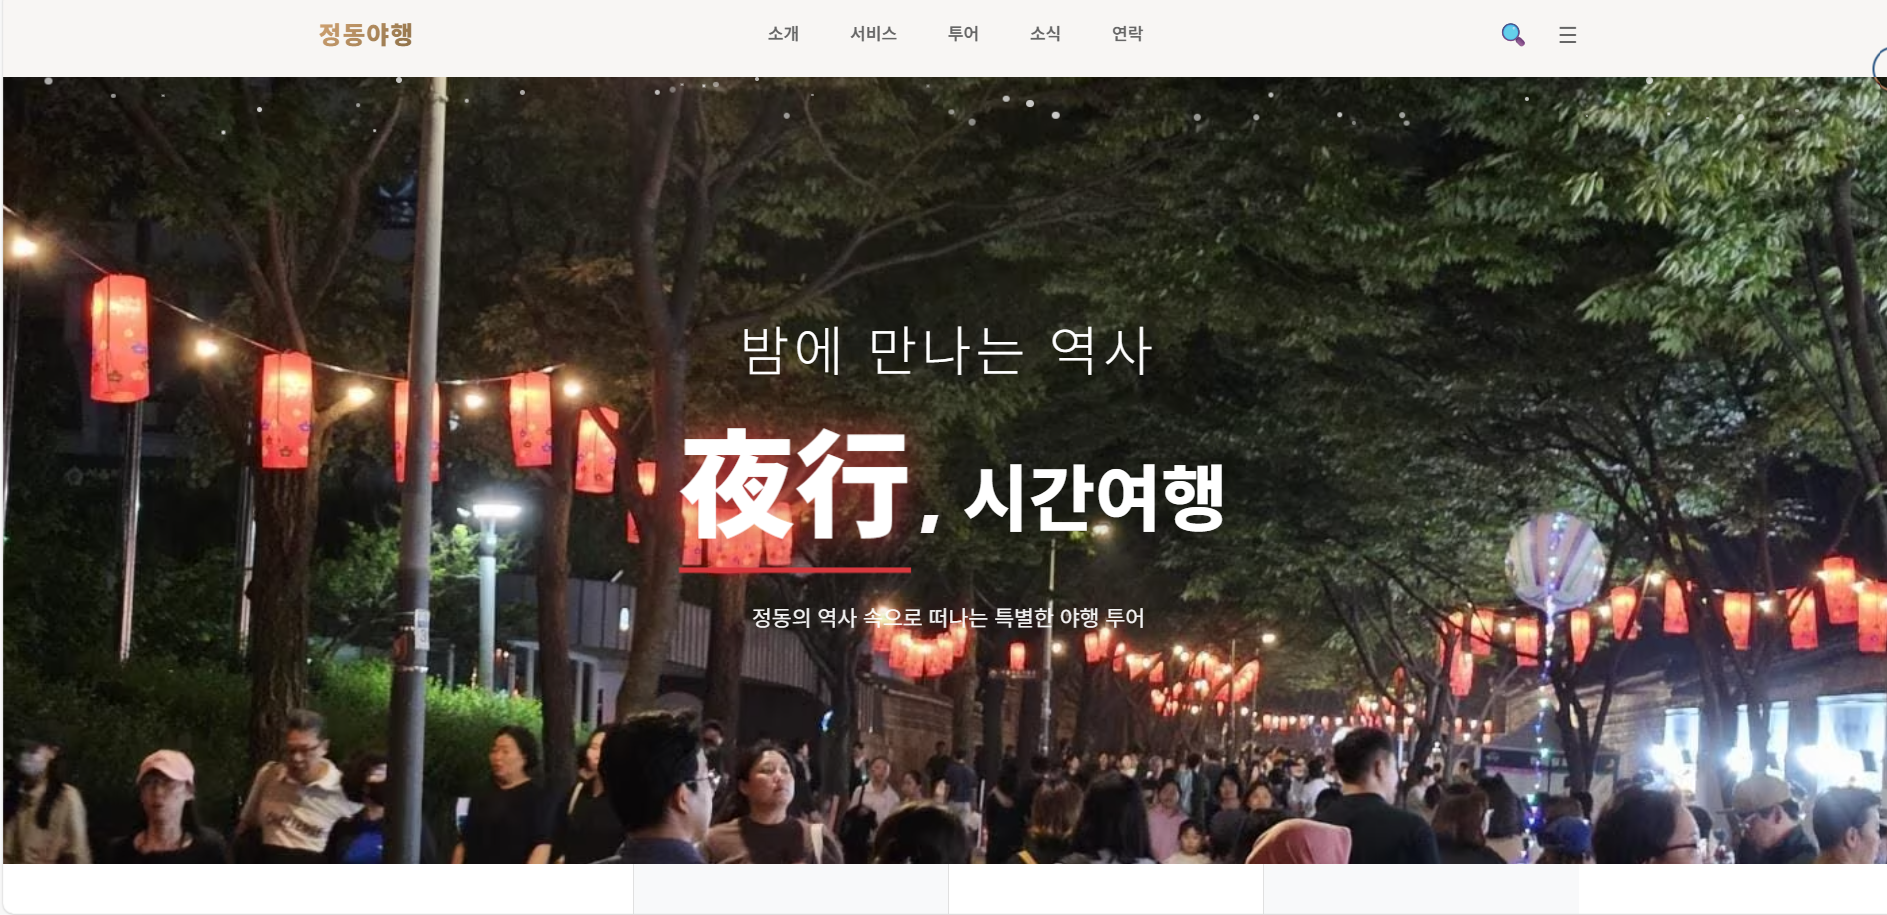 정동야행
소개 서비스 투어 소식 연락
밤에 만나는 역사
夜行, 시간여행
정동의 역사 속으로 떠나는 특별한 야행 투어